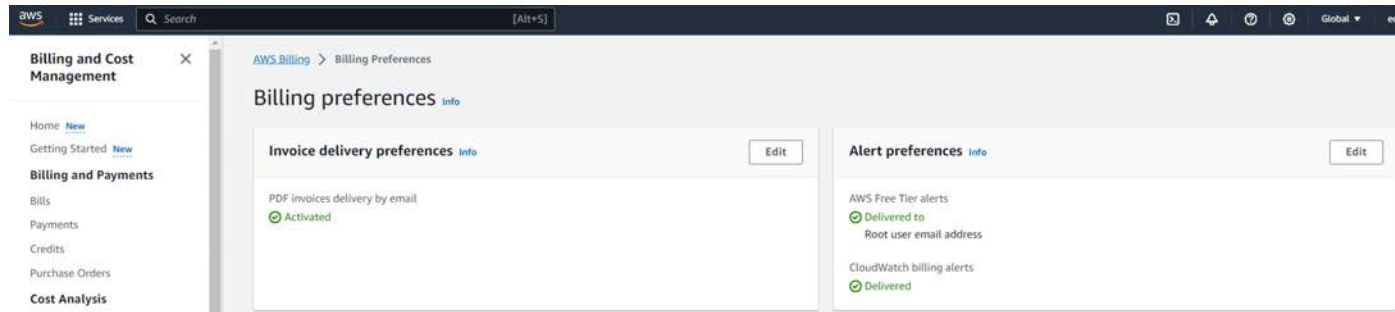 aws Services Search [Alt+S] Global ▼
Billing and Cost
Management
Home New
Getting Started New
Billing and Payments
Bills
Payments
Credits
Purchase Orders
Cost Analysis
AWS Billing > Billing Preferences
Billing preferences Info
Invoice delivery preferences Info Edit
PDF invoices delivery by email
Activated
Alert preferences Info Edit
AWS Free Tier alerts
Delivered to
Root user email address
CloudWatch billing alerts
Delivered